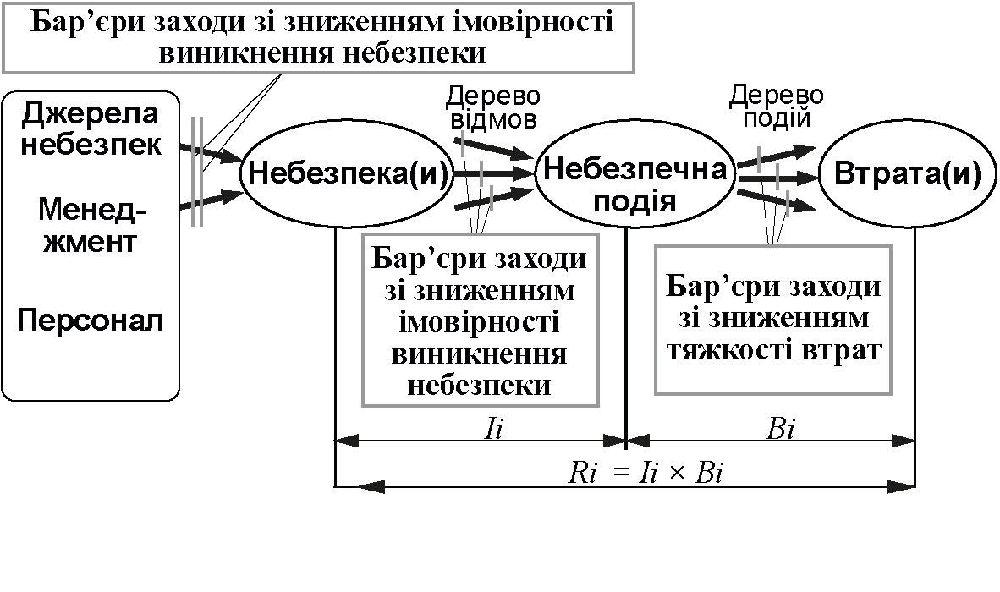 Бар’єри заходи зі зниженням імовірності
виникнення небезпеки
Джерела
небезпек
Менед-
жмент
Персонал
Небезпека(и)
Дерево
відмов
Небезпечна
подія
Дерево
подій
Втрата(и)
Бар’єри заходи
зі зниженням
імовірності
виникнення
небезпеки
Бар’єри заходи
зі зниженням
тяжкості втрат
Ii
Bi
Ri = Ii × Bi